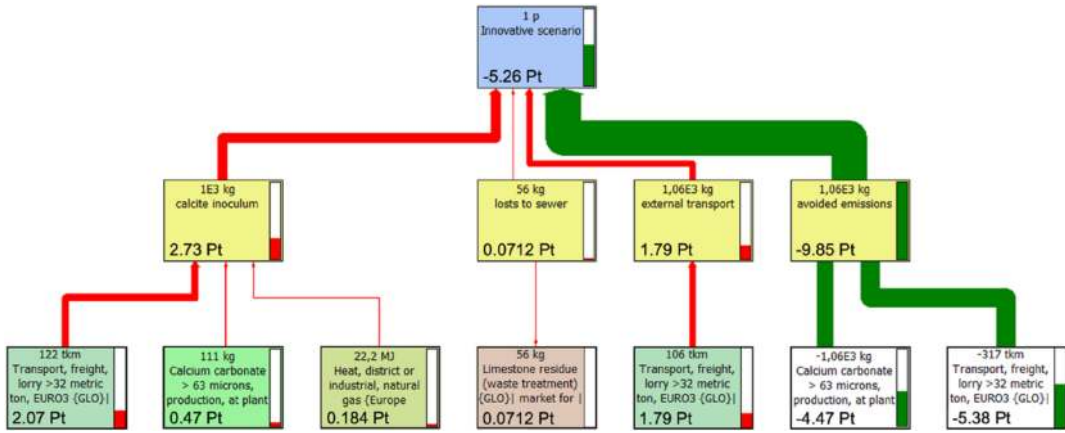 1 p
Innovative scenario
-5.26 Pt
1E3 kg
calcite inoculum
2.73 Pt
56 kg
losts to sewer
0.0712 Pt
1,06E3 kg
external transport
1.79 Pt
1,06E3 kg
avoided emissions
-9.85 Pt
122 tkm
Transport, freight,
lorry >32 metric
ton, EURO3 {GLO}|
2.07 Pt
111 kg
Calcium carbonate
> 63 microns,
production, at plant
0.47 Pt
22,2 MJ
Heat, district or
industrial, natural
gas {Europe
0.184 Pt
56 kg
Limestone residue
(waste treatment)
{GLO}| market for |
0.0712 Pt
106 tkm
Transport, freight,
lorry >32 metric
ton, EURO3 {GLO}|
1.79 Pt
-1,06E3 kg
Calcium carbonate
> 63 microns,
production, at plant
-4.47 Pt
-317 tkm
Transport, freight,
lorry >32 metric
ton, EURO3 {GLO}|
-5.38 Pt